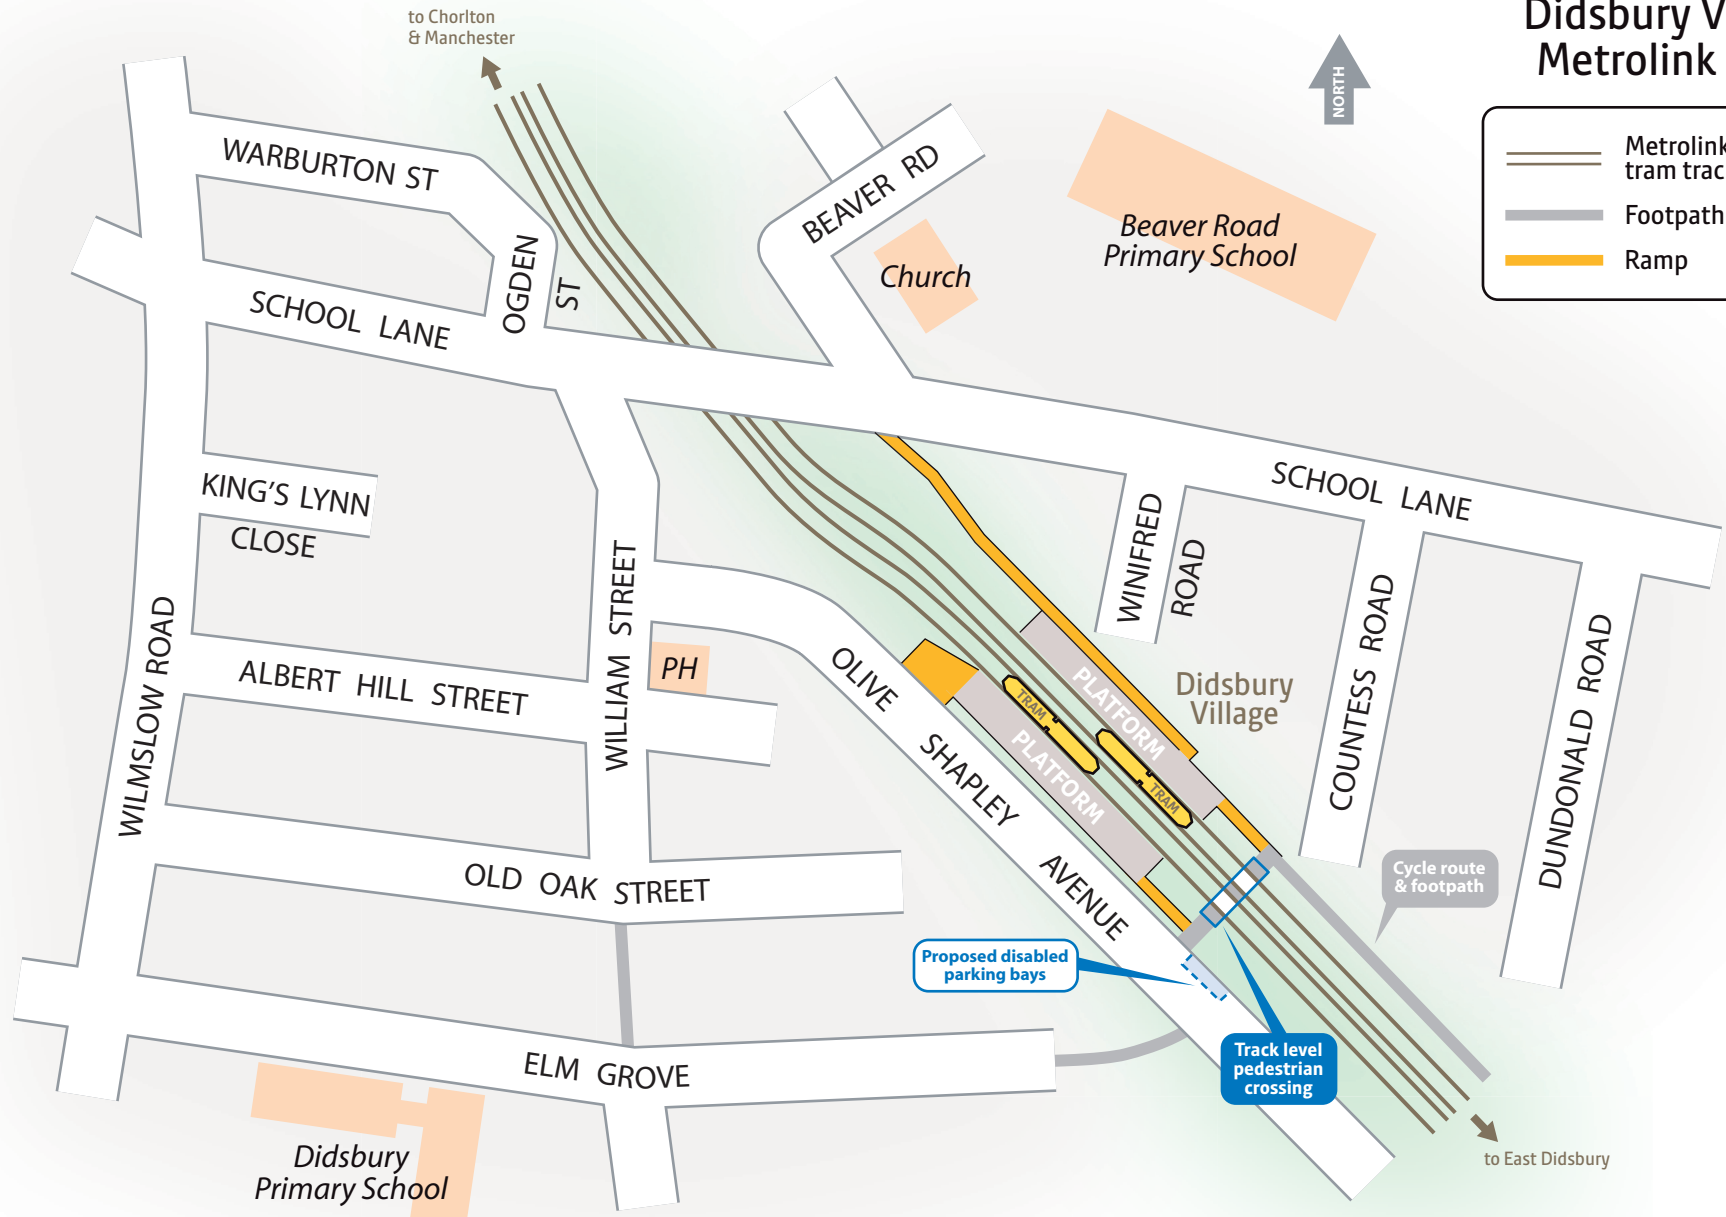 to Chorlton
& Manchester
Didsbury V
Metrolink
NORTH
Metrolink
tram trac
Footpath
Ramp
WARBURTON ST
OGDEN
ST
BEAVER RD
Church
Beaver Road
Primary School
SCHOOL LANE
SCHOOL LANE
KING'S LYNN
CLOSE
WILMSLOW ROAD
WILLIAM STREET
ALBERT HILL STREET
PH
OLIVE SHAPLEY AVENUE
PLATFORM
PLATFORM
TRAM
TRAM
WINIFRED
ROAD
Didsbury
Village
COUNTESS ROAD
DUNDONALD ROAD
Cycle route
& footpath
OLD OAK STREET
Proposed disabled
parking bays
Track level
pedestrian
crossing
ELM GROVE
Didsbury
Primary School
to East Didsbury